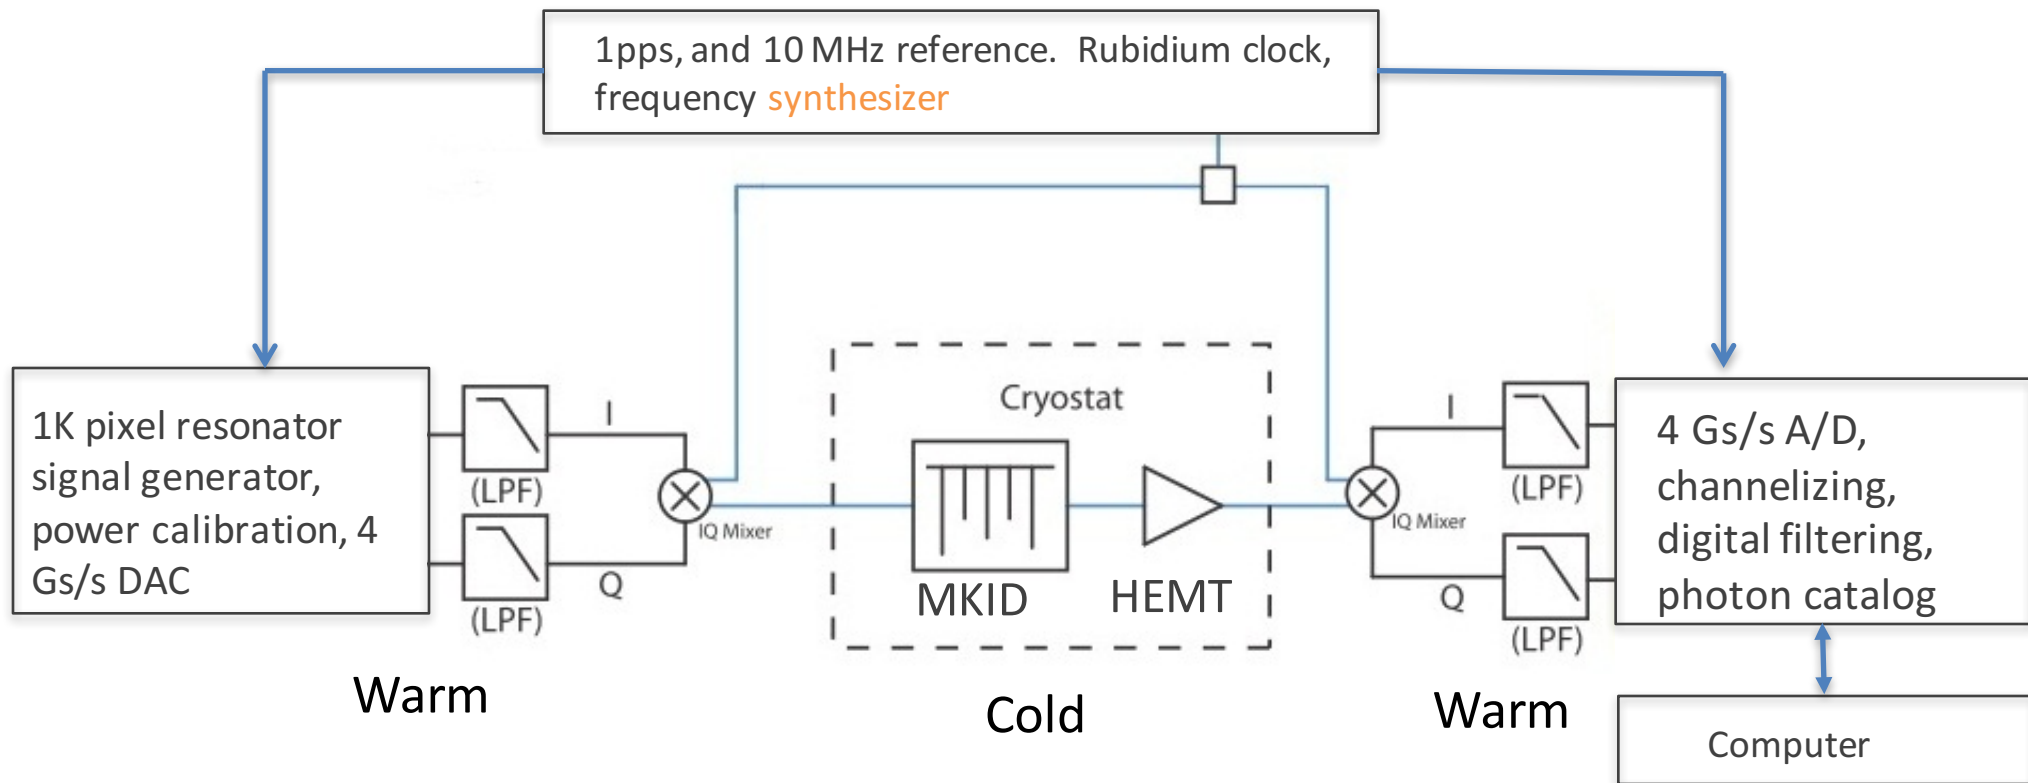 1pps, and 10 MHz reference.  Rubidium clock,
frequency synthesizer
1K pixel resonator
signal generator,
power calibration, 4
Gs/s DAC
I
(LPF)
Q
(LPF)
IQ Mixer
Cryostat
MKID
HEMT
IQ Mixer
I
(LPF)
Q
(LPF)
4 Gs/s A/D,
channelizing,
digital filtering,
photon catalog
Warm
Cold
Warm
Computer